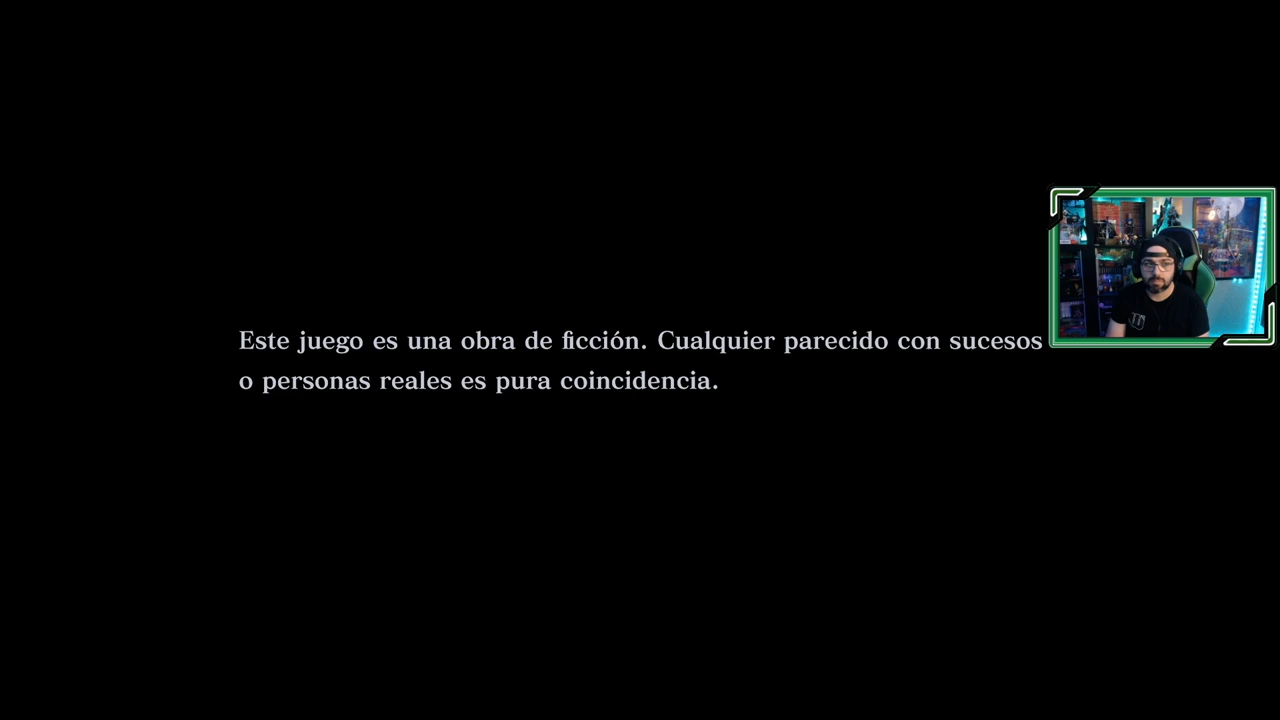 Este juego es una obra de ficción. Cualquier parecido con sucesos
o personas reales es pura coincidencia.